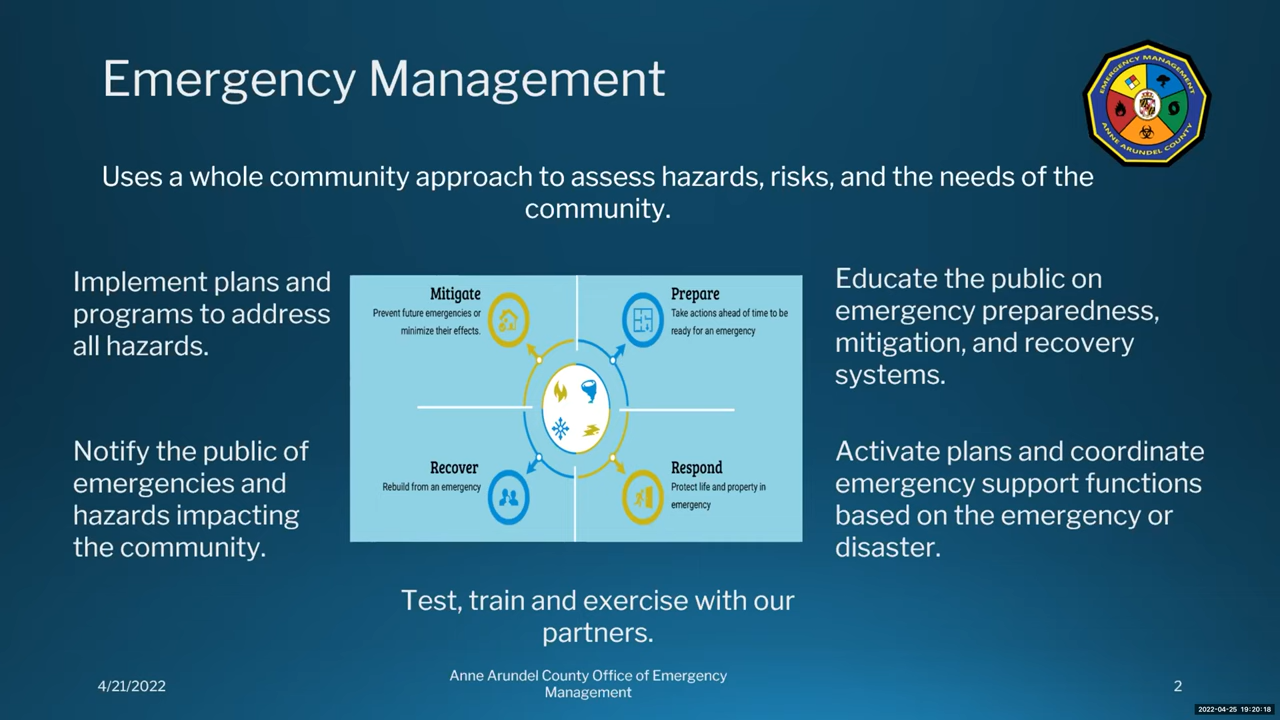 Emergency Management
EMERGENCY MANAGEMENT
ANNE ARUNDEL COUNTY
Uses a whole community approach to assess hazards, risks, and the needs of the
community.
Implement plans and
programs to address
all hazards.
Notify the public of
emergencies and
hazards impacting
the community.
Mitigate
Prevent future emergencies or
minimize their effects.
Prepare
Take actions ahead of time to be
ready for an emergency
Recover
Rebuild from an emergency
Respond
Protect life and property in
emergency
Educate the public on
emergency preparedness,
mitigation, and recovery
systems.
Activate plans and coordinate
emergency support functions
based on the emergency or
disaster.
Test, train and exercise with our
partners.
4/21/2022
Anne Arundel County Office of Emergency
Management
2
2022-04-25 19:20:18